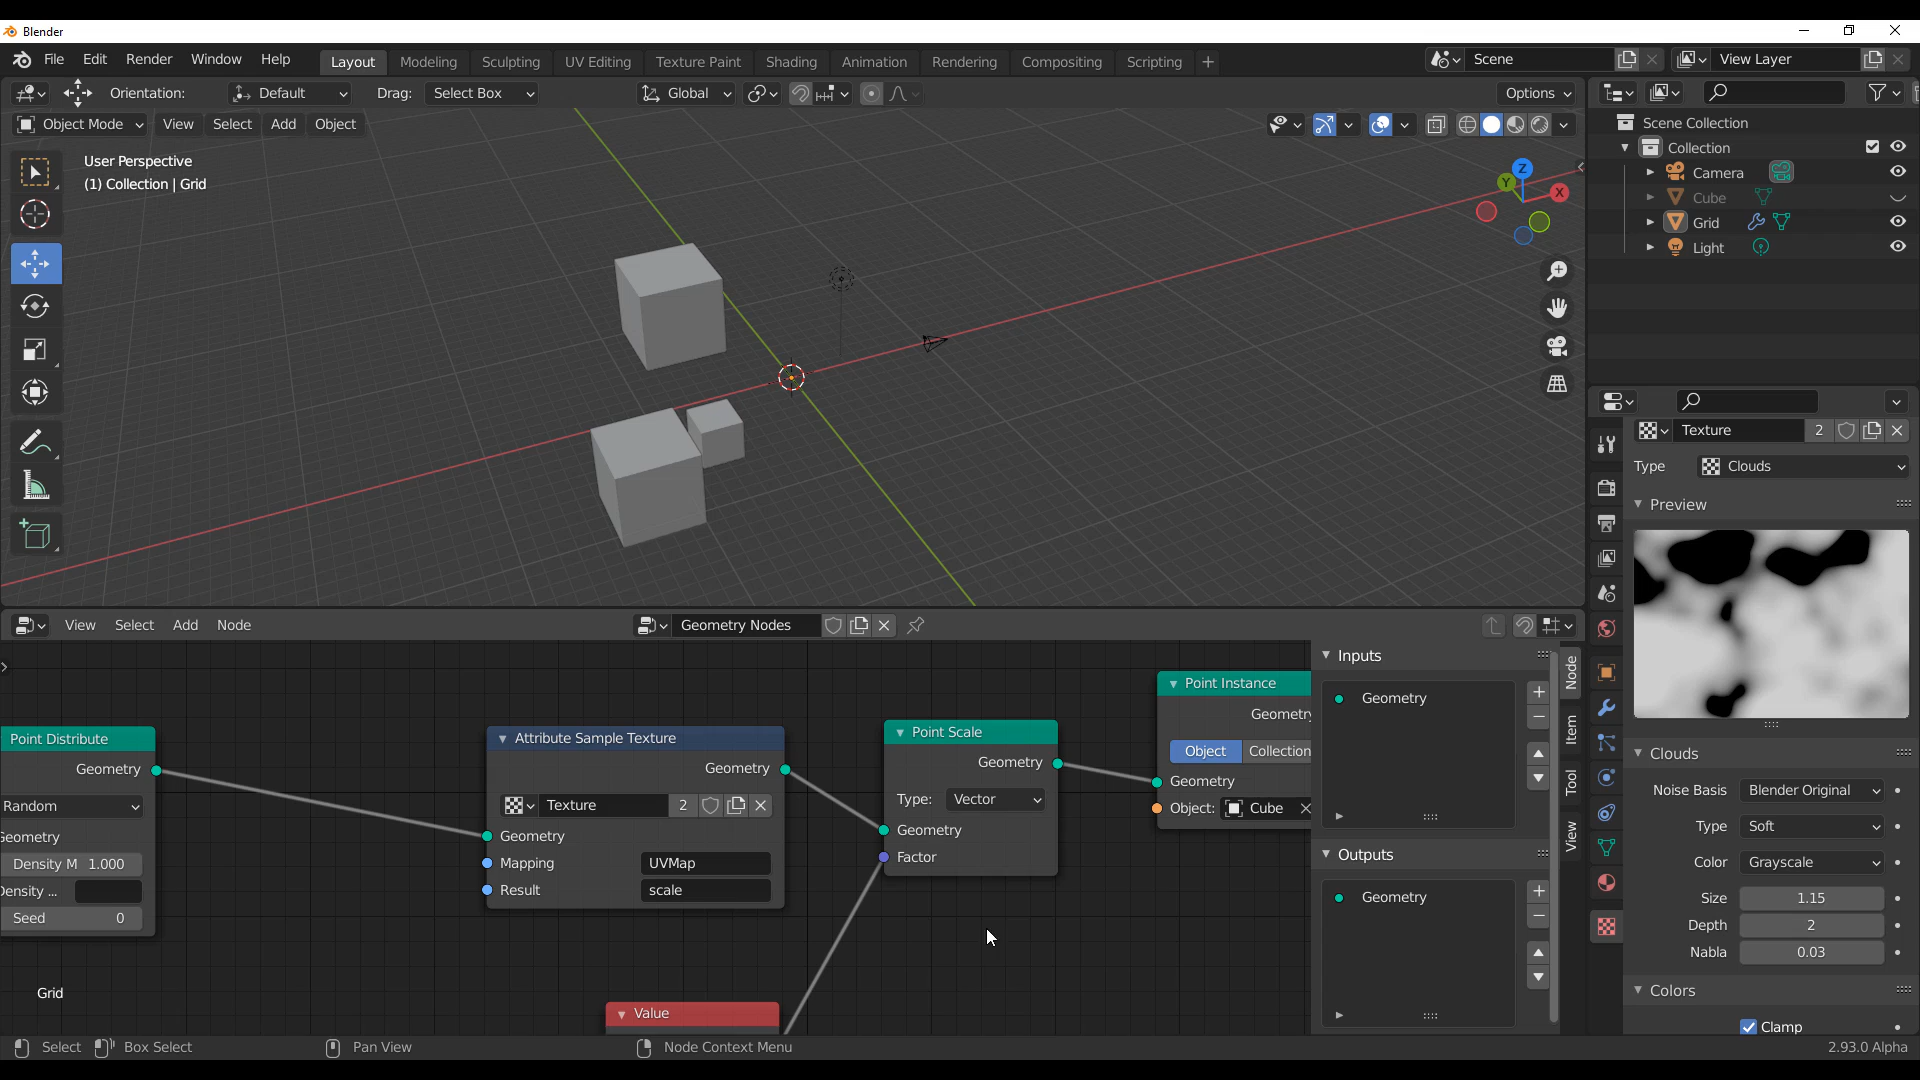 Blender
File Edit Render Window Help Layout Modeling Sculpting UV Editing Texture Paint Shading Animation Rendering Compositing Scripting + Scene View Layer
Orientation: Default Drag: Select Box Global Options
Object Mode View Select Add Object
User Perspective
(1) Collection | Grid
Z
Y
X
Scene Collection
Collection
Camera
Cube
Grid
Light
Texture 2
Type Clouds
Preview
Clouds
Noise Basis Blender Original
Type Soft
Color Grayscale
Size 1.15
Depth 2
Nabla 0.03
Colors
Clamp
View Select Add Node Geometry Nodes
Point Distribute
Geometry
Random
Geometry
Density M 1.000
Density ...
Seed 0
Grid
Attribute Sample Texture
Geometry
Texture 2
Geometry
Mapping UVMap
Result scale
Value
Point Scale
Geometry
Type: Vector
Geometry
Factor
Point Instance
Geometry
Object Collection
Geometry
Object: Cube
Inputs
Geometry
Outputs
Geometry
Node
Item
Tool
View
Select Box Select Pan View Node Context Menu 2.93.0 Alpha